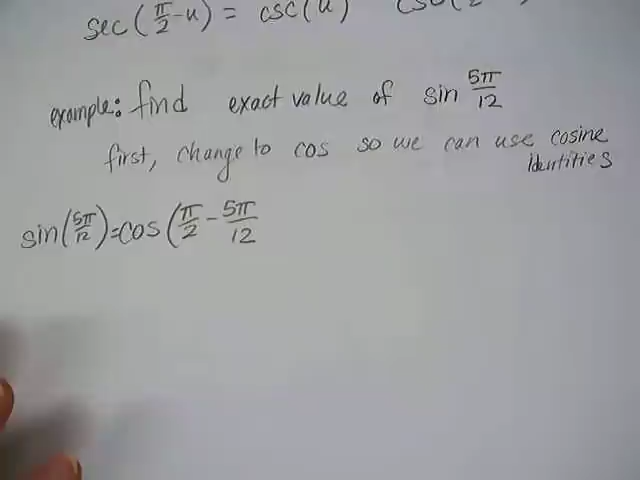 sec(π/2-u) = csc(u)
example: find exact value of sin 5π/12
first, change to cos so we can use cosine
identities
sin(5π/12)=cos(π/2 - 5π/12